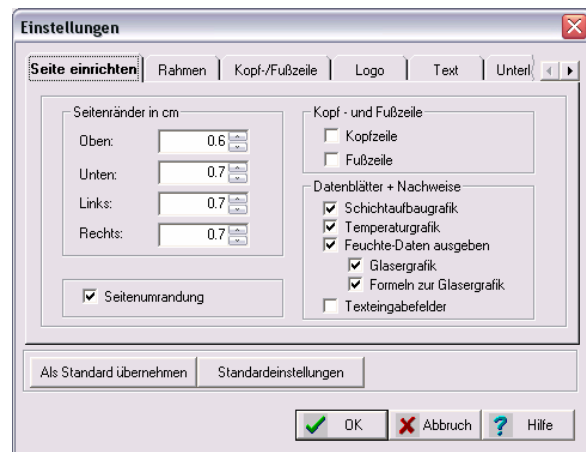 Einstellungen
Seite einrichten Rahmen Kopf-/Fußzeile Logo Text Unterl
Seitenränder in cm
Oben: 0.6
Unten: 0.7
Links: 0.7
Rechts: 0.7
Seitenumrandung
Kopf - und Fußzeile
Kopfzeile
Fußzeile
Datenblätter + Nachweise
Schichtaufbaugrafik
Temperaturgrafik
Feuchte-Daten ausgeben
Glasergrafik
Formeln zur Glasergrafik
Texteingabefelder
Als Standard übernehmen Standardeinstellungen
OK Abbruch ? Hilfe